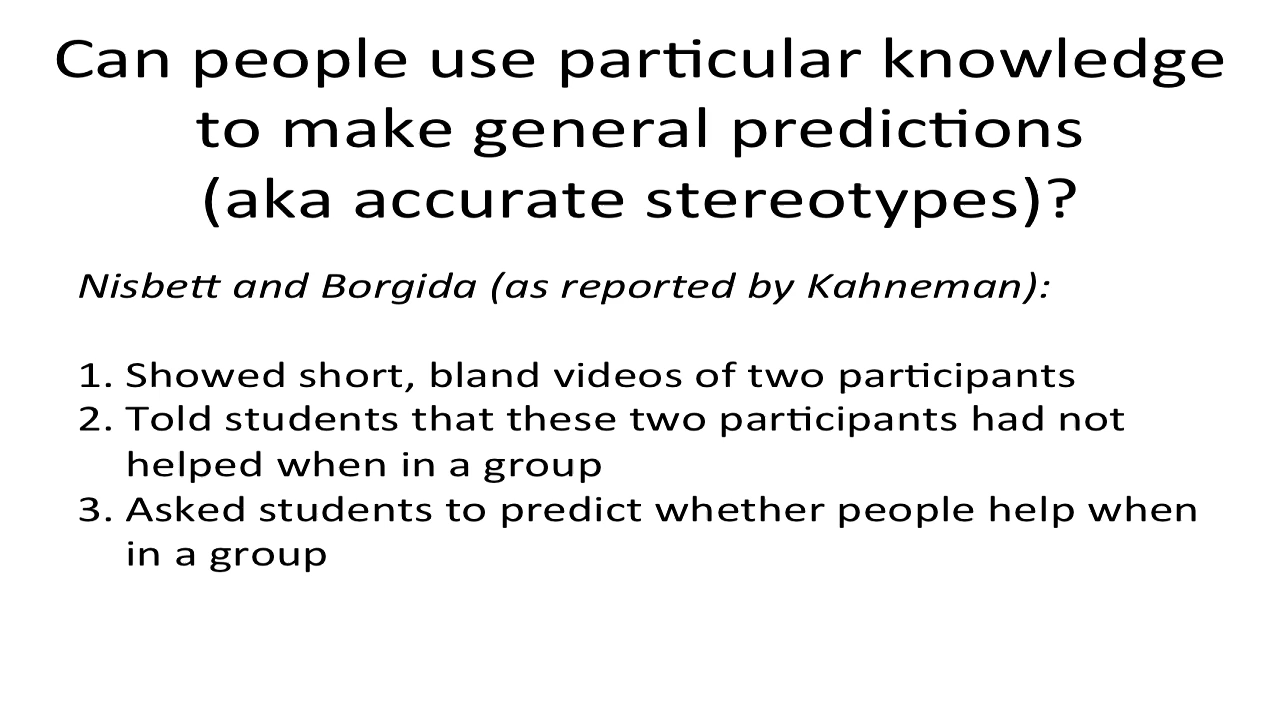 Can people use particular knowledge
to make general predictions
(aka accurate stereotypes)?
Nisbett and Borgida (as reported by Kahneman):
1. Showed short, bland videos of two participants
2. Told students that these two participants had not
helped when in a group
3. Asked students to predict whether people help when
in a group